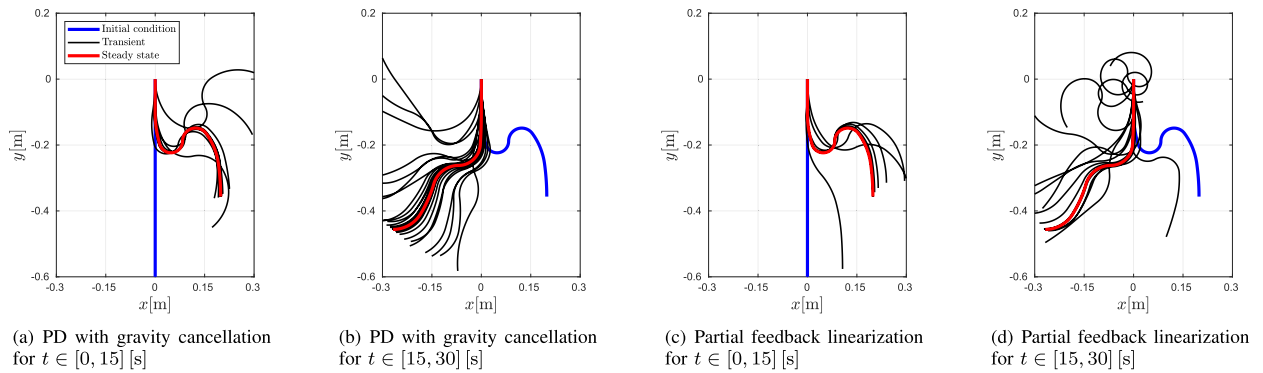 0.2
0
-0.2
-0.4
-0.6
y[m]
-0.3
-0.15
0
0.15
0.3
x[m]
Initial condition
Transient
Steady state
(a) PD with gravity cancellation
for t ∈ [0, 15] [s]
0.2
0
-0.2
-0.4
-0.6
y[m]
-0.3
-0.15
0
0.15
0.3
x[m]
(b) PD with gravity cancellation
for t ∈ [15, 30] [s]
0.2
0
-0.2
-0.4
-0.6
y[m]
-0.3
-0.15
0
0.15
0.3
x[m]
(c) Partial feedback linearization
for t ∈ [0, 15] [s]
0.2
0
-0.2
-0.4
-0.6
y[m]
-0.3
-0.15
0
0.15
0.3
x[m]
(d) Partial feedback linearization
for t ∈ [15, 30] [s]